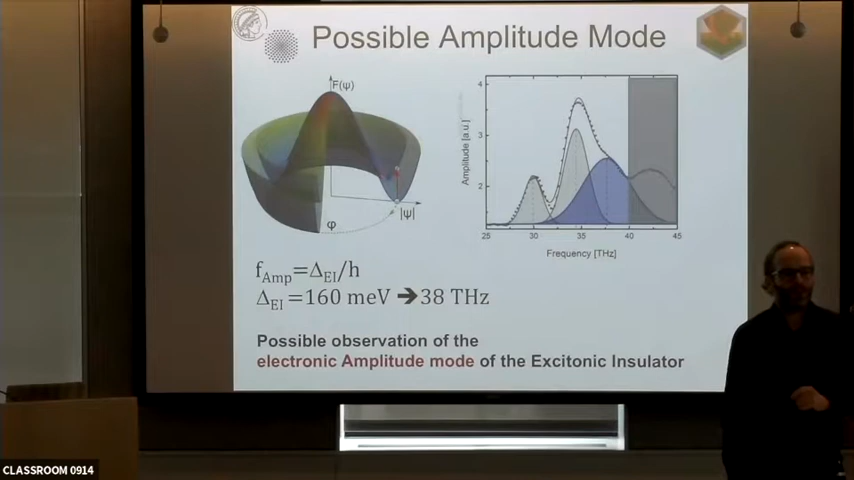 Possible Amplitude Mode
F(ψ)
|ψ|
φ
Amplitude [a.u.]
4
3
2
25 30 35 40 45
Frequency [THz]
f_Amp=Δ_EI/h
Δ_EI=160 meV ➔38 THz
Possible observation of the
electronic Amplitude mode of the Excitonic Insulator
CLASSROOM 0914